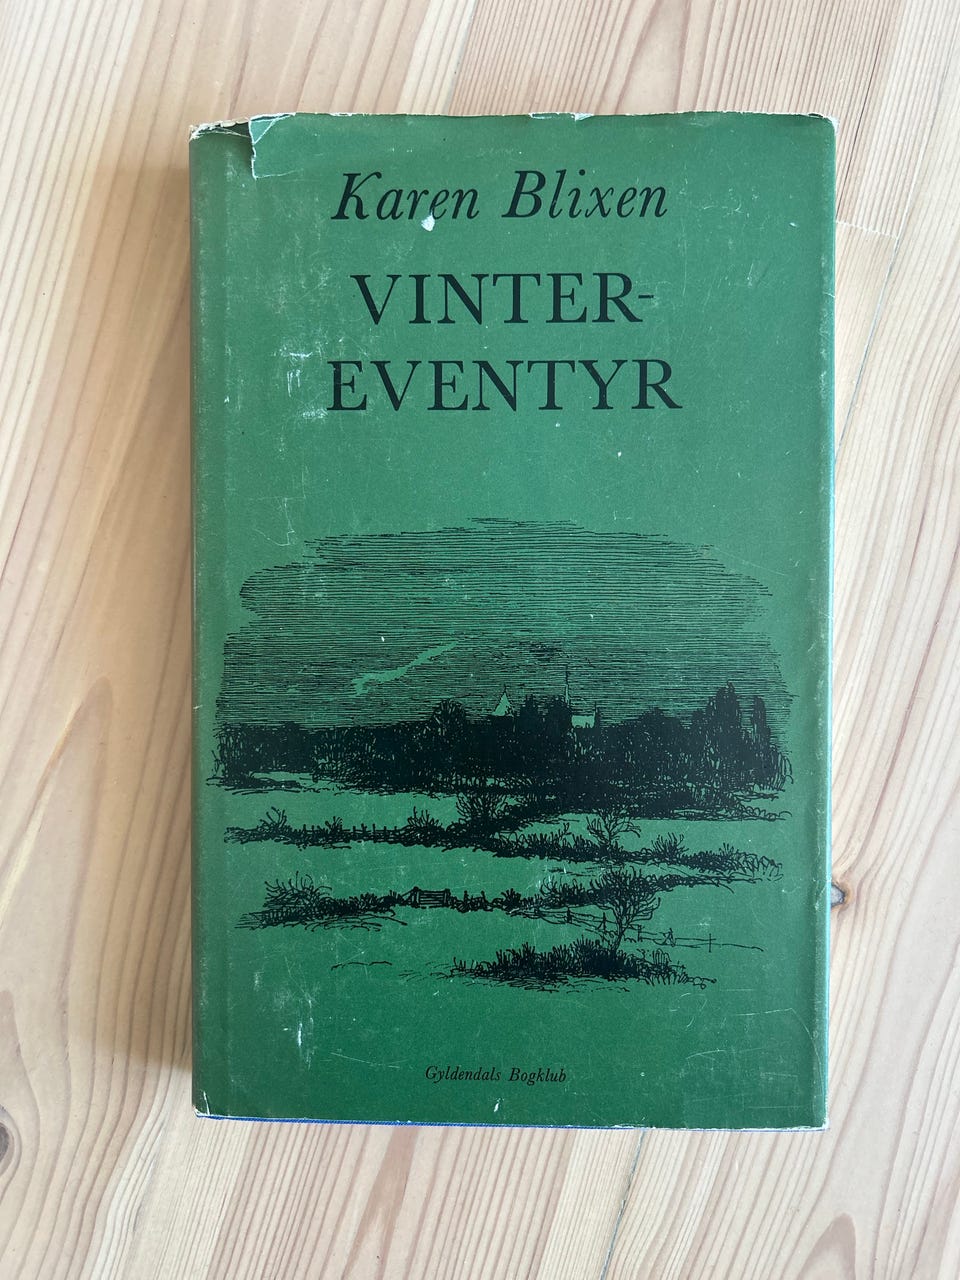 Karen Blixen
VINTER-
EVENTYR
Gyldendals Bogklub